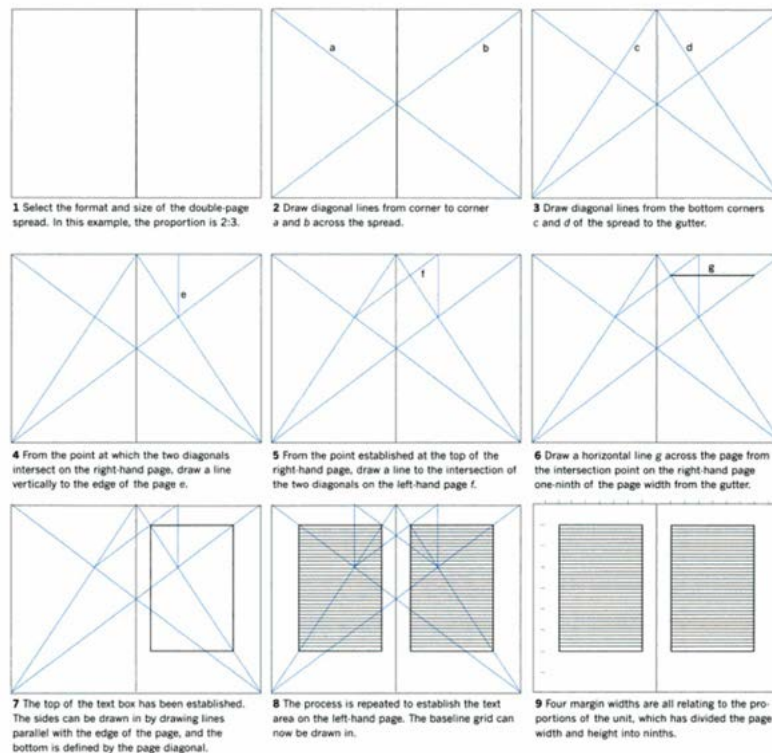 a
b
c
d
1 Select the format and size of the double-page
spread. In this example, the proportion is 2:3.
2 Draw diagonal lines from corner to corner
a and b across the spread.
3 Draw diagonal lines from the bottom corners
c and d of the spread to the gutter.
e
f
g
4 From the point at which the two diagonals
intersect on the right-hand page, draw a line
vertically to the edge of the page e.
5 From the point established at the top of the
right-hand page, draw a line to the intersection of
the two diagonals on the left-hand page f.
6 Draw a horizontal line g across the page from
the intersection point on the right-hand page
one-ninth of the page width from the gutter.
7 The top of the text box has been established.
The sides can be drawn in by drawing lines
parallel with the edge of the page, and the
bottom is defined by the page diagonal.
8 The process is repeated to establish the text
area on the left-hand page. The baseline grid can
now be drawn in.
9 Four margin widths are all relating to the pro-
portions of the unit, which has divided the page
width and height into ninths.